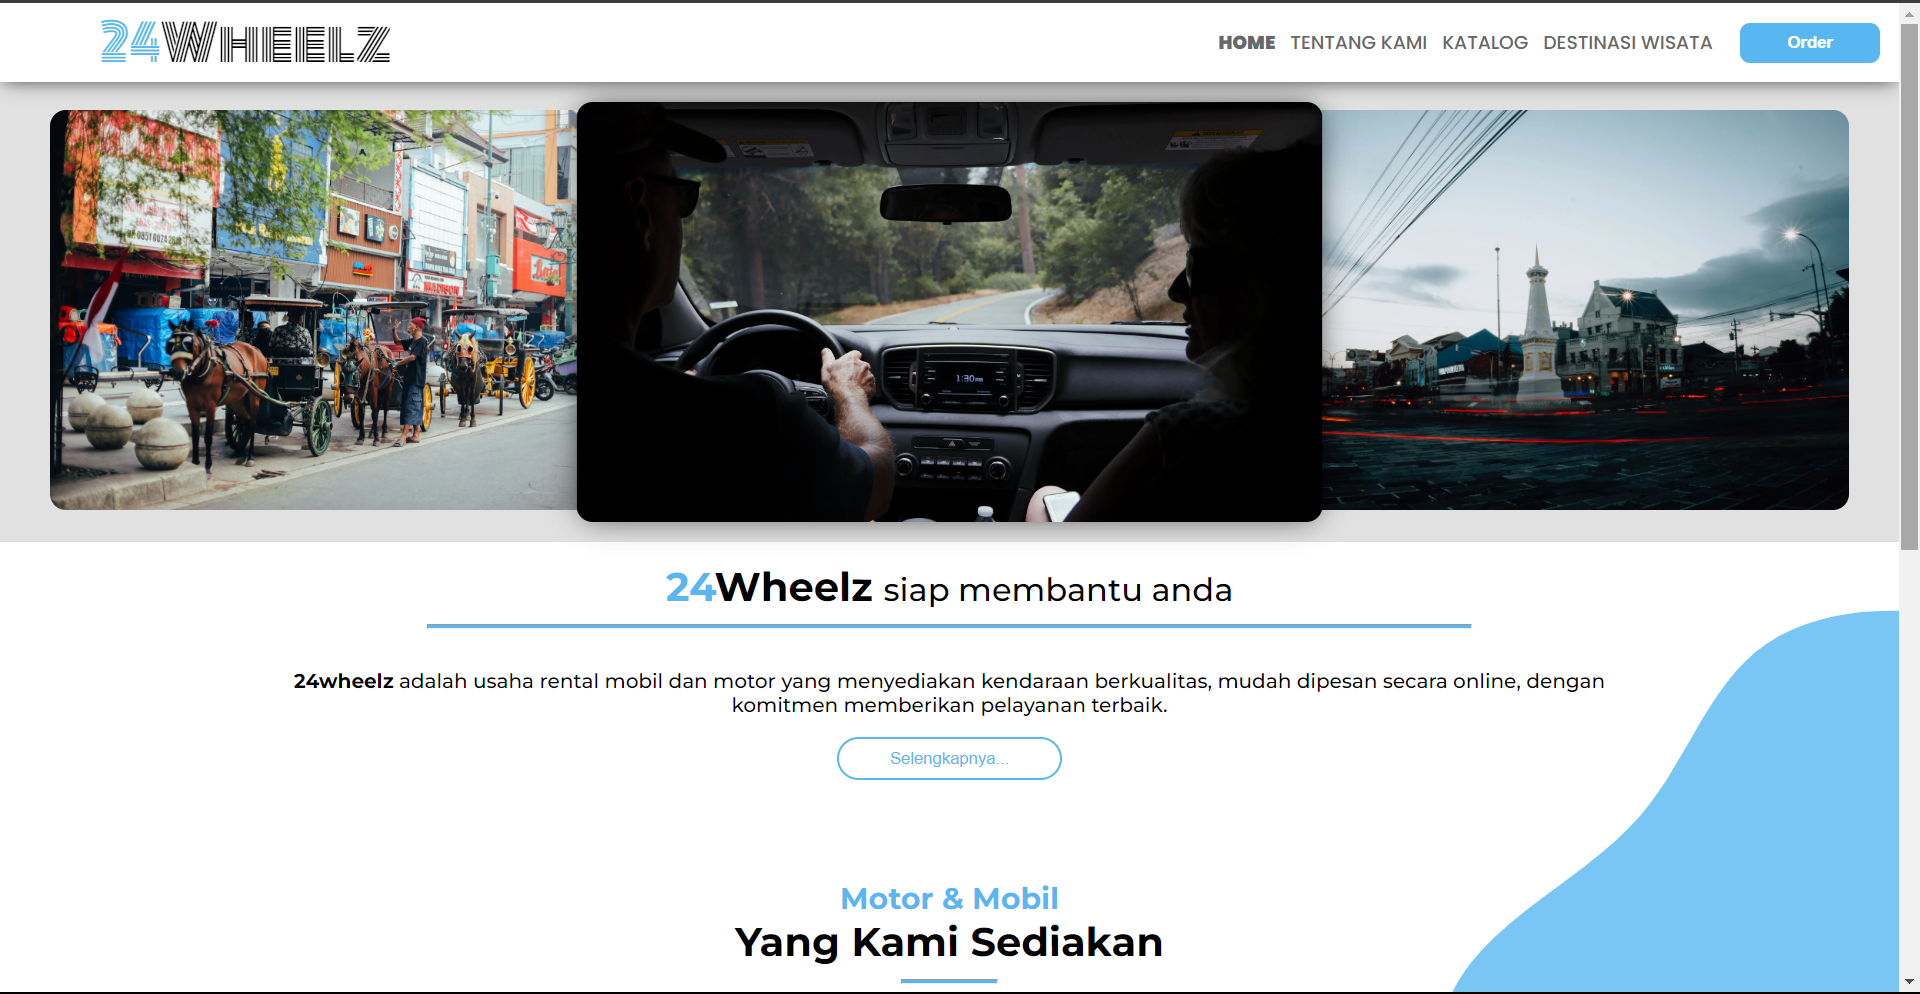 24WHEELZ
HOME TENTANG KAMI KATALOG DESTINASI WISATA Order
1:30PM
24Wheelz siap membantu anda
24wheelz adalah usaha rental mobil dan motor yang menyediakan kendaraan berkualitas, mudah dipesan secara online, dengan
komitmen memberikan pelayanan terbaik.
Selengkapnya...
Motor & Mobil
Yang Kami Sediakan